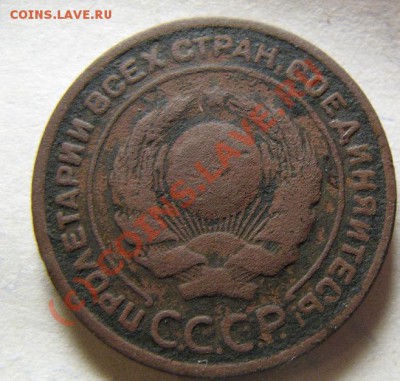 COINS.LAVE.RU
ПРОЛЕТАРИИ ВСЕХ СТРАН, СОЕДИНЯЙТЕСЬ!
С.С.С.Р.
COINS.LAVE.RU